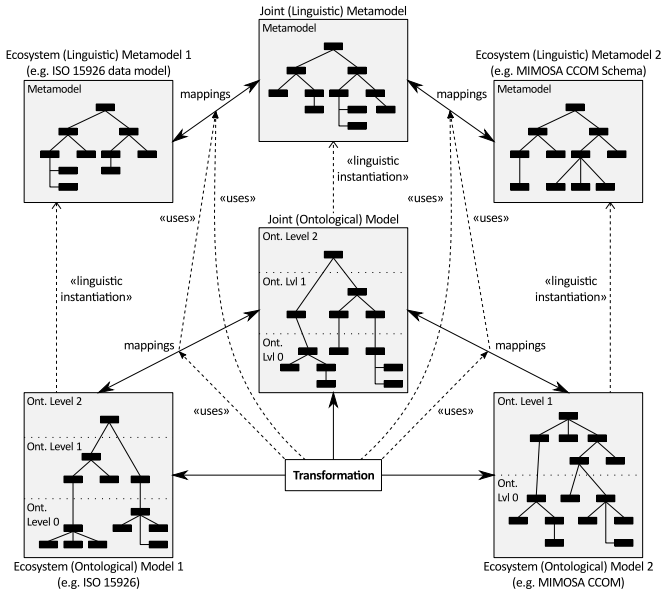 Joint (Linguistic) Metamodel
Metamodel
Ecosystem (Linguistic) Metamodel 1
(e.g. ISO 15926 data model)
Metamodel
Ecosystem (Linguistic) Metamodel 2
(e.g. MIMOSA CCOM Schema)
Metamodel
mappings
mappings
«linguistic
instantiation»
«uses»
«uses»
«uses»
«uses»
Joint (Ontological) Model
Ont. Level 2
Ont. Lvl 1
Ont.
Lvl 0
«linguistic
instantiation»
«linguistic
instantiation»
mappings
mappings
Ont. Level 2
Ont. Level 1
Ont.
Level 0
Ecosystem (Ontological) Model 1
(e.g. ISO 15926)
«uses»
«uses»
Transformation
Ont. Level 1
Ont.
Lvl 0
Ecosystem (Ontological) Model 2
(e.g. MIMOSA CCOM)